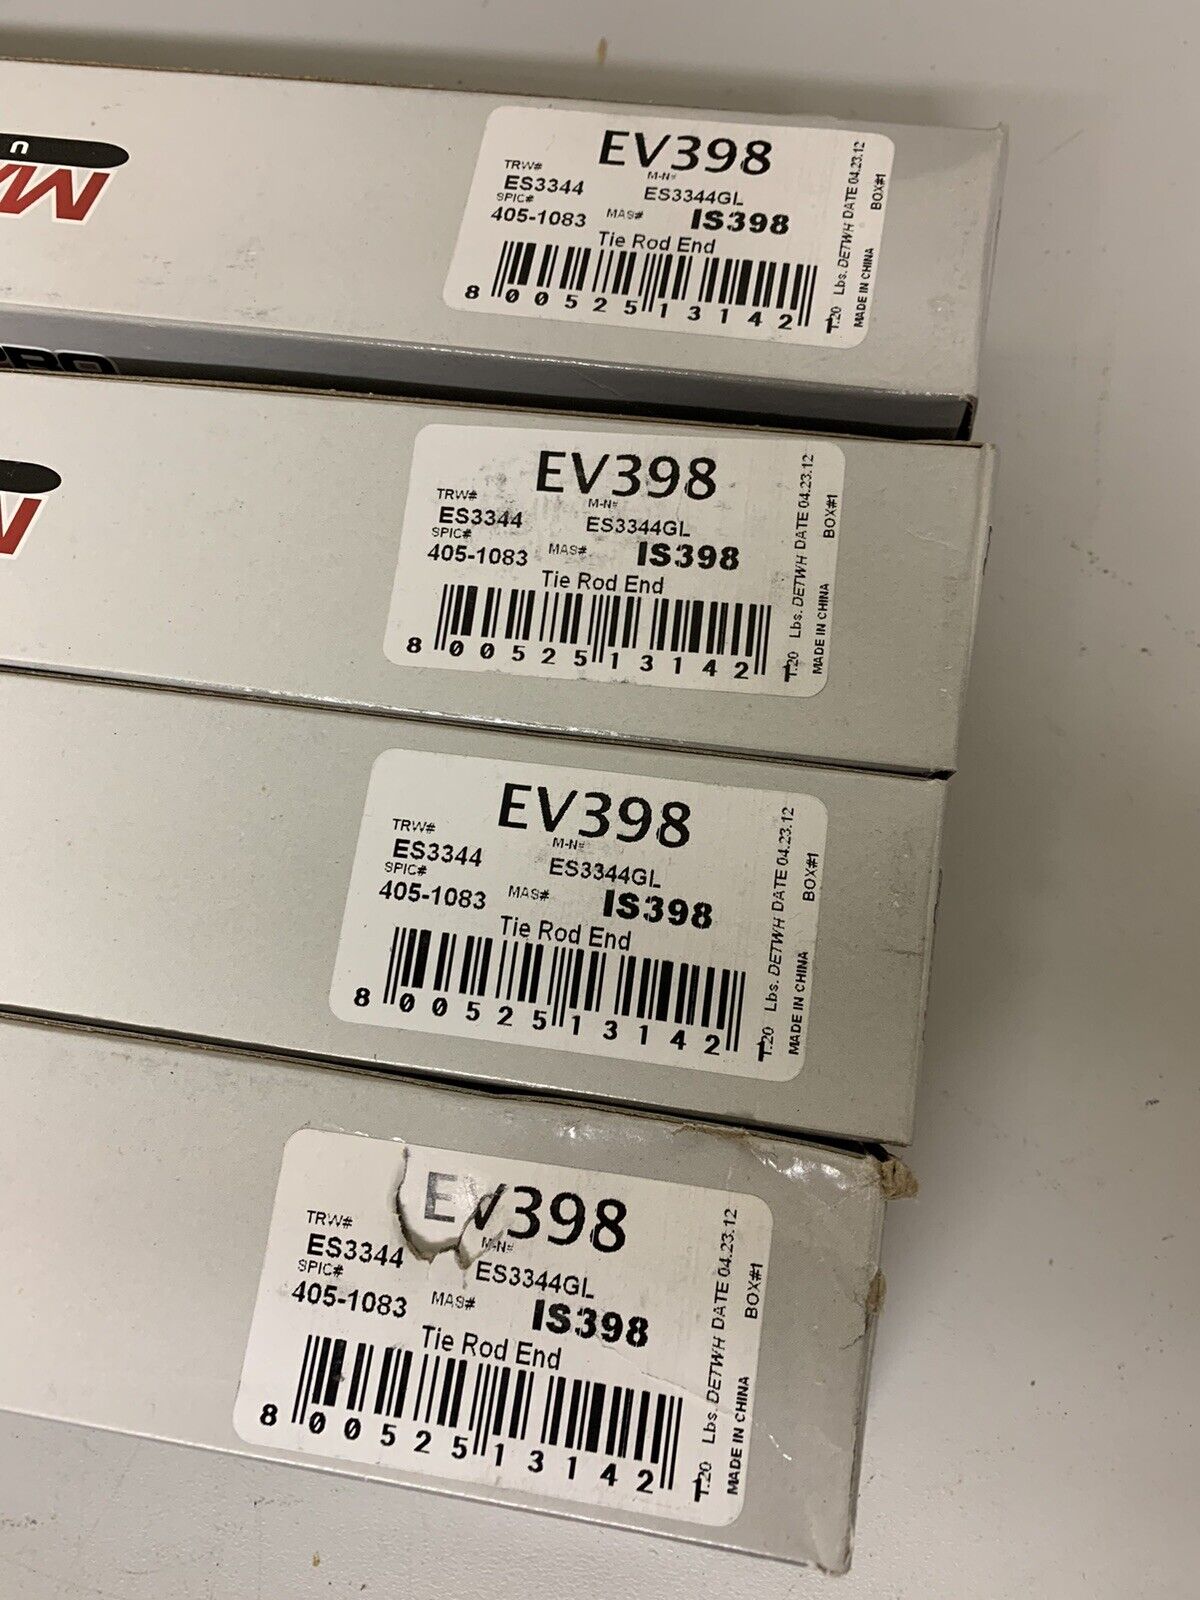 EV398
TRW#
M-N#
ES3344
ES3344GL
SPIC#
405-1083 MAS# IS398
Tie Rod End
8 00525 13142
T.20 Lbs. DETWH DATE 04.23.12
MADE IN CHINA BOX#1
PRO
EV398
TRW#
M-N#
ES3344
ES3344GL
SPIC#
405-1083 MAS# IS398
Tie Rod End
8 00525 13142
T.20 Lbs. DETWH DATE 04.23.12
MADE IN CHINA BOX#1
EV398
TRW#
M-N#
ES3344
ES3344GL
SPIC#
405-1083 MAS# IS398
Tie Rod End
8 00525 13142
T.20 Lbs. DETWH DATE 04.23.12
MADE IN CHINA BOX#1
EV398
TRW#
M-N#
ES3344
ES3344GL
SPIC#
405-1083 MAS# IS398
Tie Rod End
8 00525 13142
T.20 Lbs. DETWH DATE 04.23.12
MADE IN CHINA BOX#1